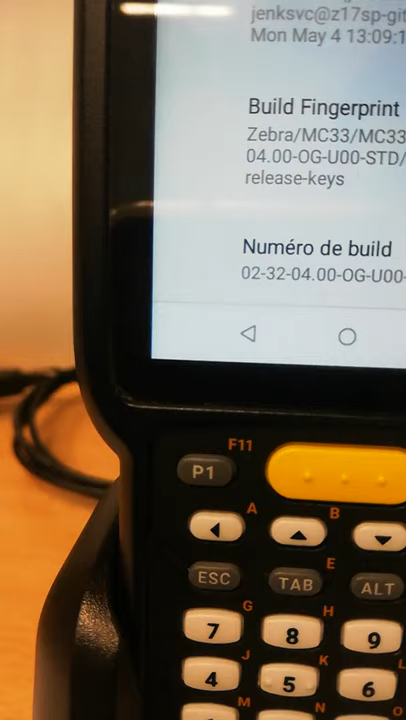 jenksvc@z17sp-git
Mon May 4 13:09:1
Build Fingerprint
Zebra/MC33/MC33
04.00-OG-U00-STD/
release-keys
Numéro de build
02-32-04.00-OG-U00-
F11
P1
A B
E
ESC TAB ALT
G H
7 8 9
J K L
4 5 6
M N O